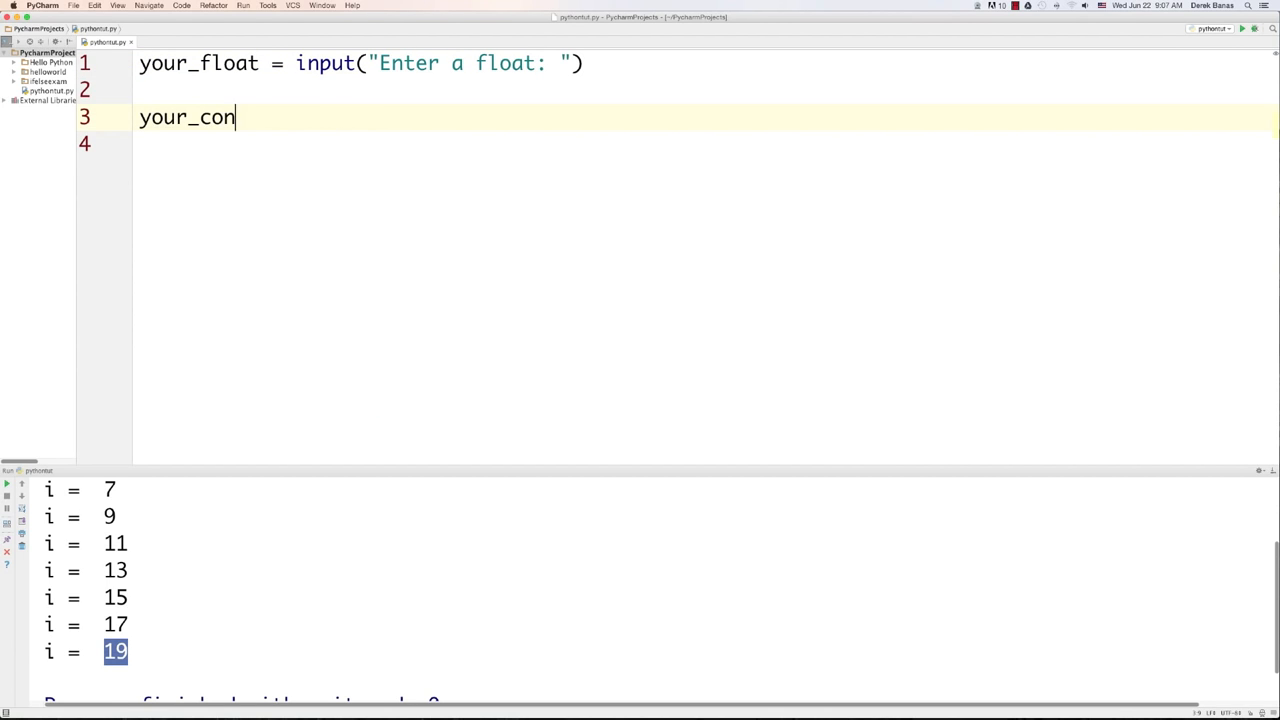 PyCharm File Edit View Navigate Code Refactor Run Tools VCS Window Help 10 Wed Jun 22 9:07 AM Derek Banas
pythontut.py - PycharmProjects - [~/PycharmProjects]
PycharmProjects pythontut.py pythontut
pythontut.py
PycharmProject
Hello Python
helloworld
ifelseexam
pythontut.py
External Librarie
1 your_float = input("Enter a float: ")
2
3 your_con
4
Run pythontut
i = 7
i = 9
i = 11
i = 13
i = 15
i = 17
i = 19
3:9 LF UTF-8